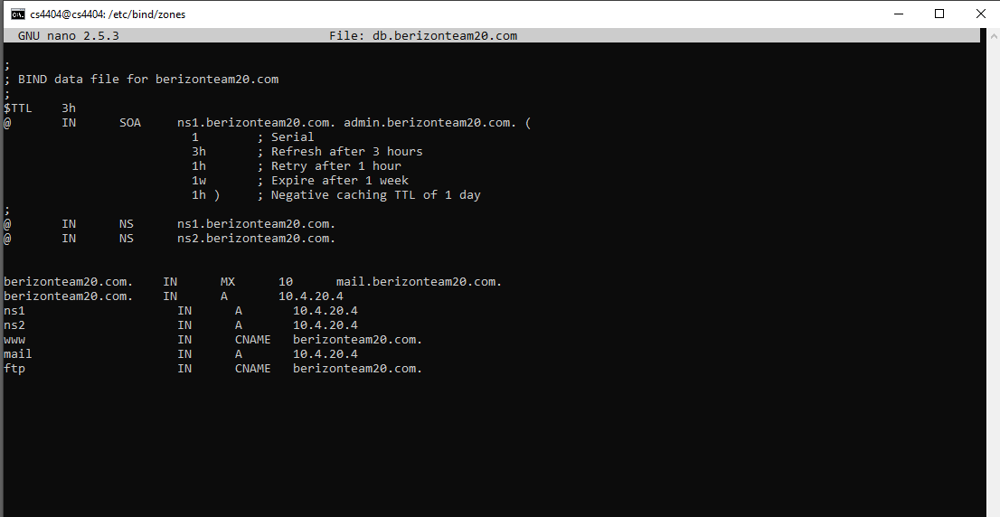 cs4404@cs4404: /etc/bind/zones
GNU nano 2.5.3 File: db.berizonteam20.com
;
; BIND data file for berizonteam20.com
;
$TTL 3h
@ IN SOA ns1.berizonteam20.com. admin.berizonteam20.com. (
1 ; Serial
3h ; Refresh after 3 hours
1h ; Retry after 1 hour
1w ; Expire after 1 week
1h ) ; Negative caching TTL of 1 day
;
@ IN NS ns1.berizonteam20.com.
@ IN NS ns2.berizonteam20.com.
berizonteam20.com. IN MX 10 mail.berizonteam20.com.
berizonteam20.com. IN A 10.4.20.4
ns1 IN A 10.4.20.4
ns2 IN A 10.4.20.4
www IN CNAME berizonteam20.com.
mail IN A 10.4.20.4
ftp IN CNAME berizonteam20.com.